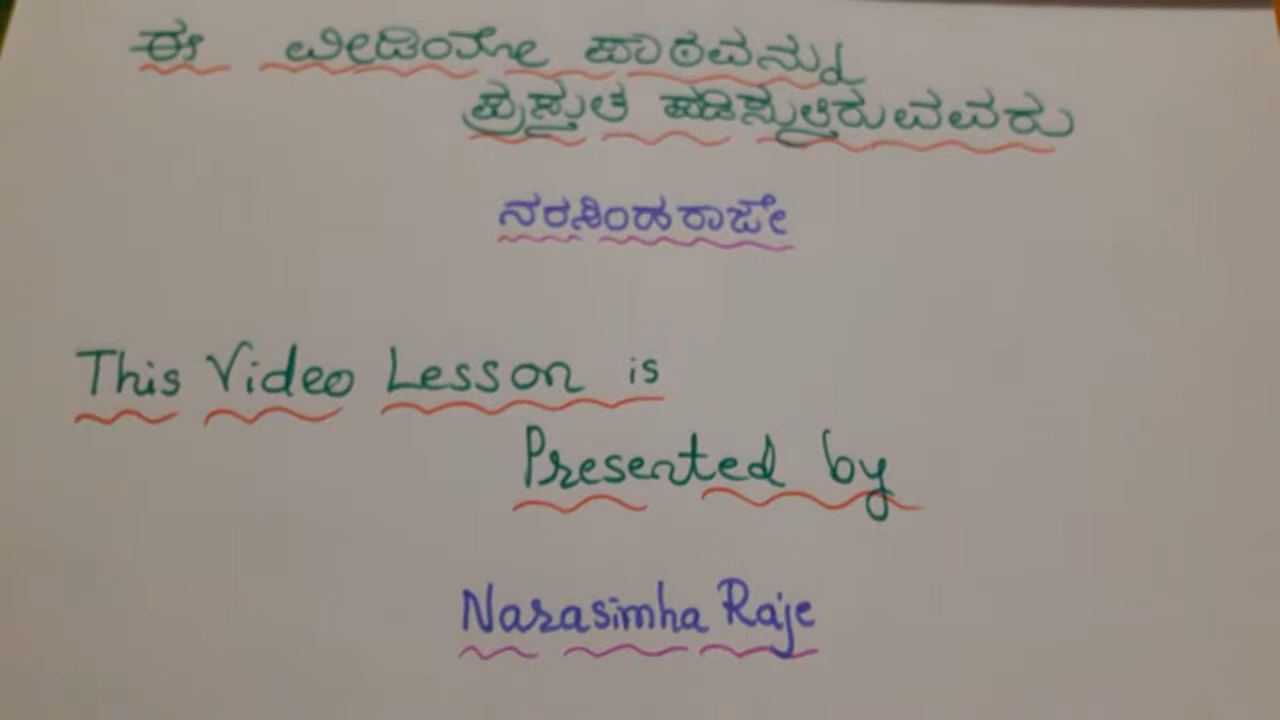 ಈ ವೀಡಿಯೋ ಪಾಠವನ್ನು
ಪ್ರಸ್ತುತ ಪಡಿಸ್ತುತ್ತಿರುವವರು
ನರಸಿಂಹರಾಜೇ
This Video Lesson is
Presented by
Narasimha Raje